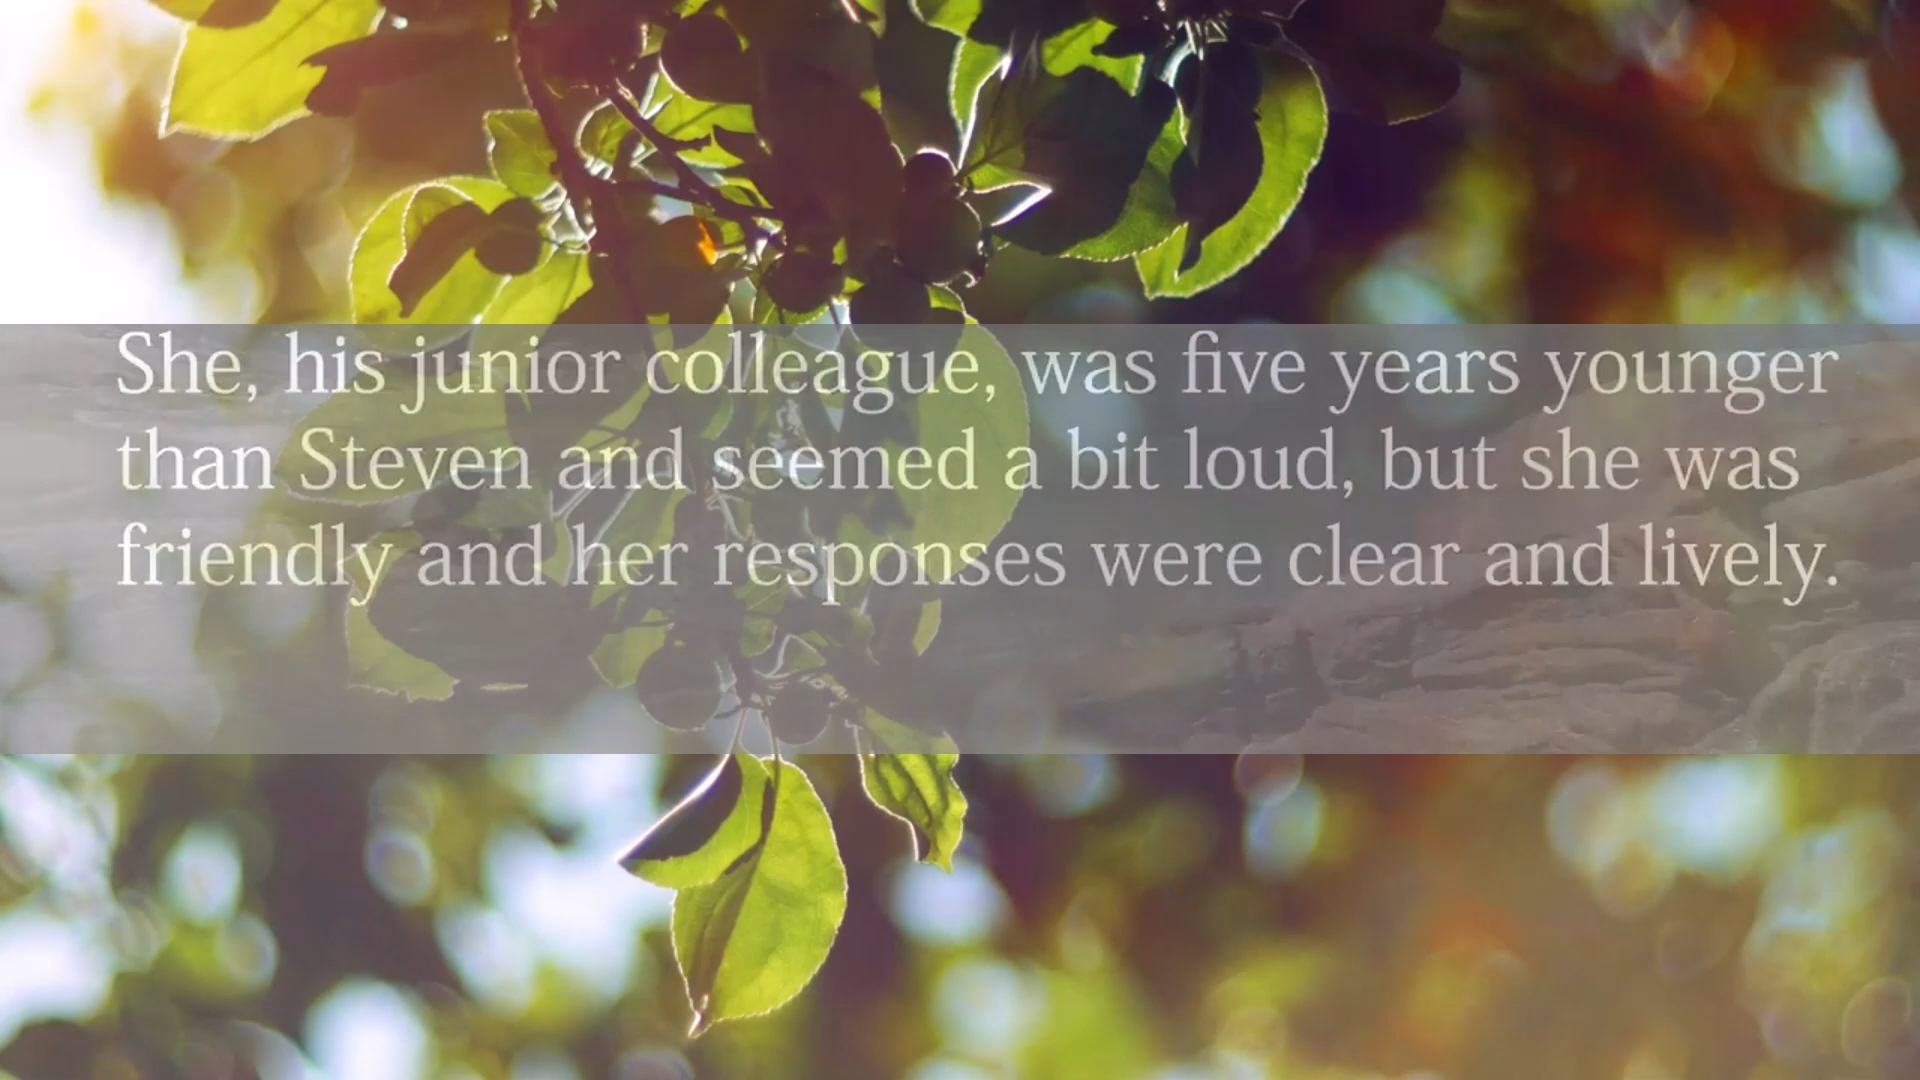 She, his junior colleague, was five years younger
than Steven and seemed a bit loud, but she was
friendly and her responses were clear and lively.